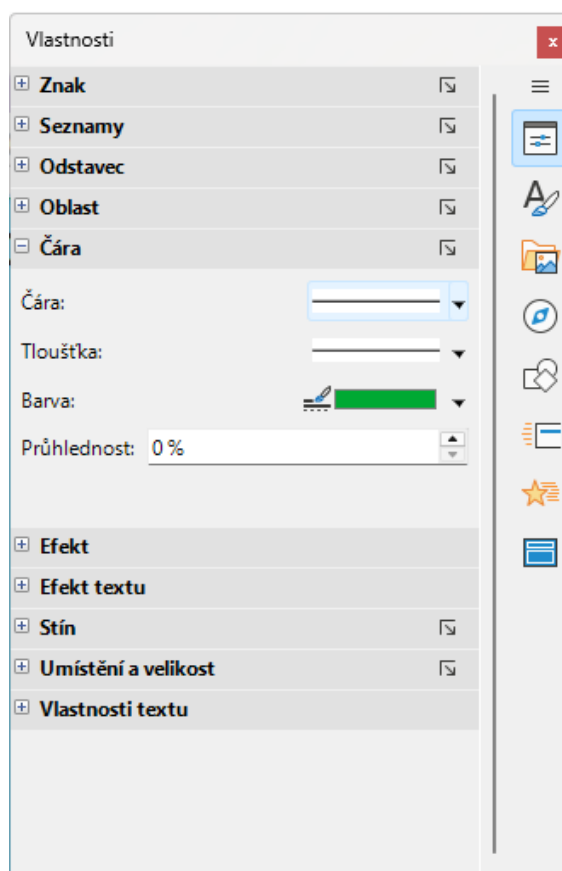 Vlastnosti
Znak
Seznamy
Odstavec
Oblast
Čára
Čára:
Tloušťka:
Barva:
Průhlednost: 0 %
Efekt
Efekt textu
Stín
Umístění a velikost
Vlastnosti textu